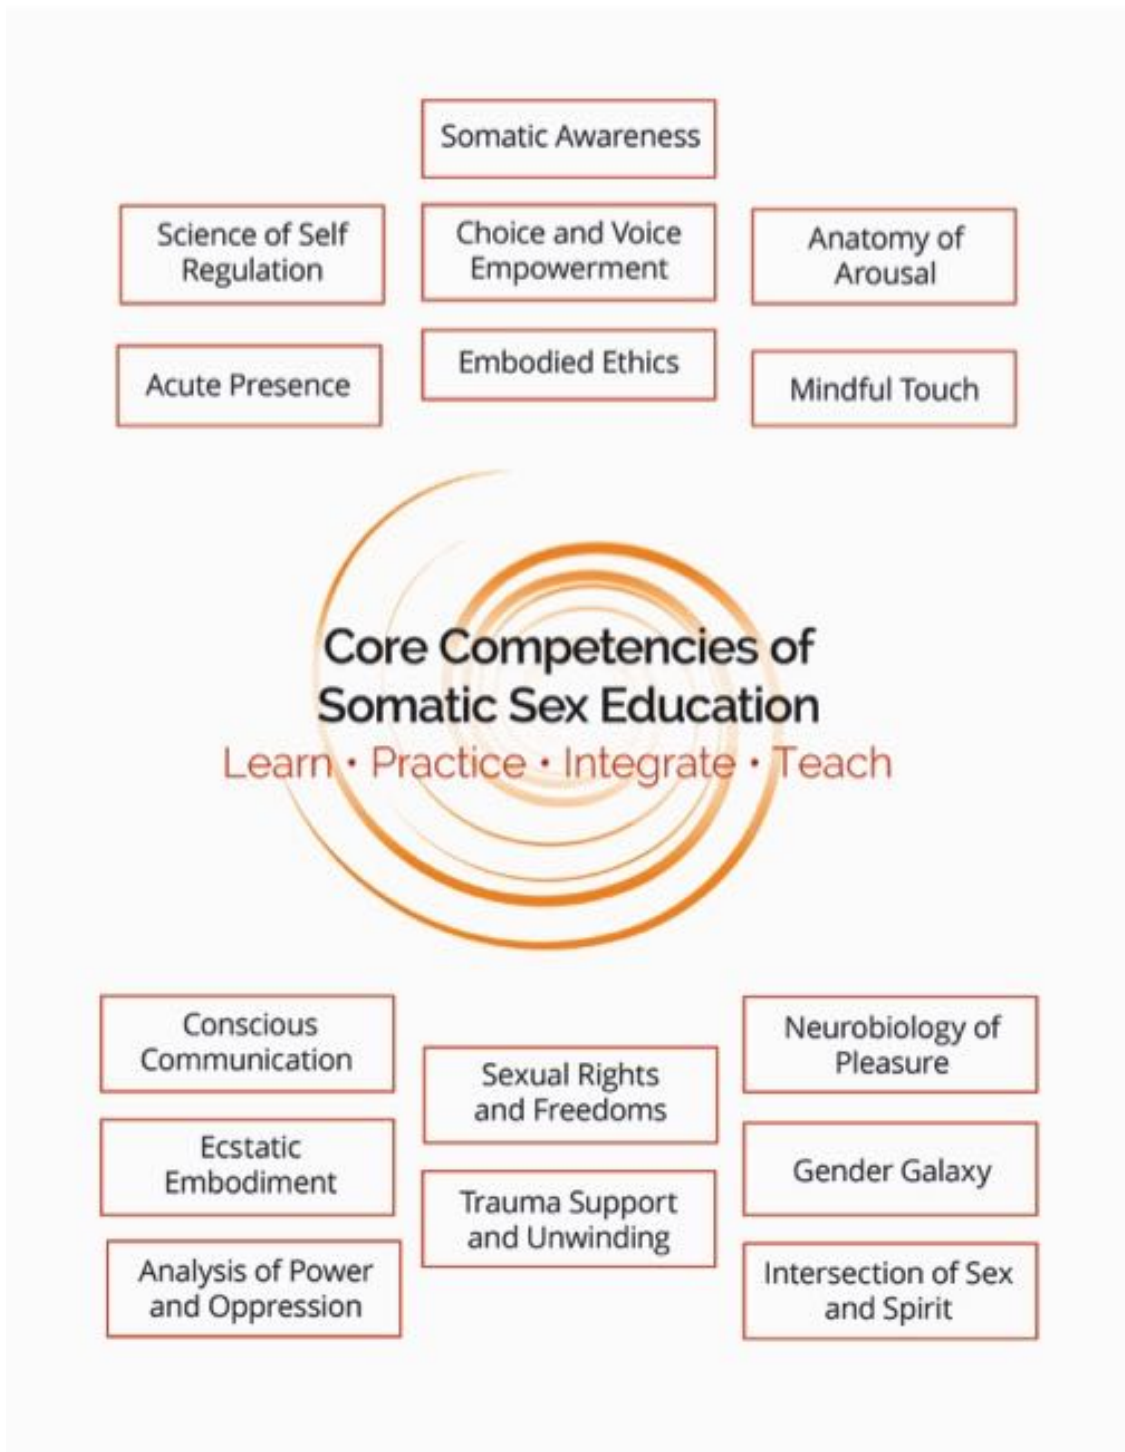 Somatic Awareness
Science of Self
Regulation
Choice and Voice
Empowerment
Anatomy of
Arousal
Acute Presence
Embodied Ethics
Mindful Touch
Core Competencies of
Somatic Sex Education
Learn • Practice • Integrate • Teach
Conscious
Communication
Sexual Rights
and Freedoms
Neurobiology of
Pleasure
Ecstatic
Embodiment
Trauma Support
and Unwinding
Gender Galaxy
Analysis of Power
and Oppression
Intersection of Sex
and Spirit